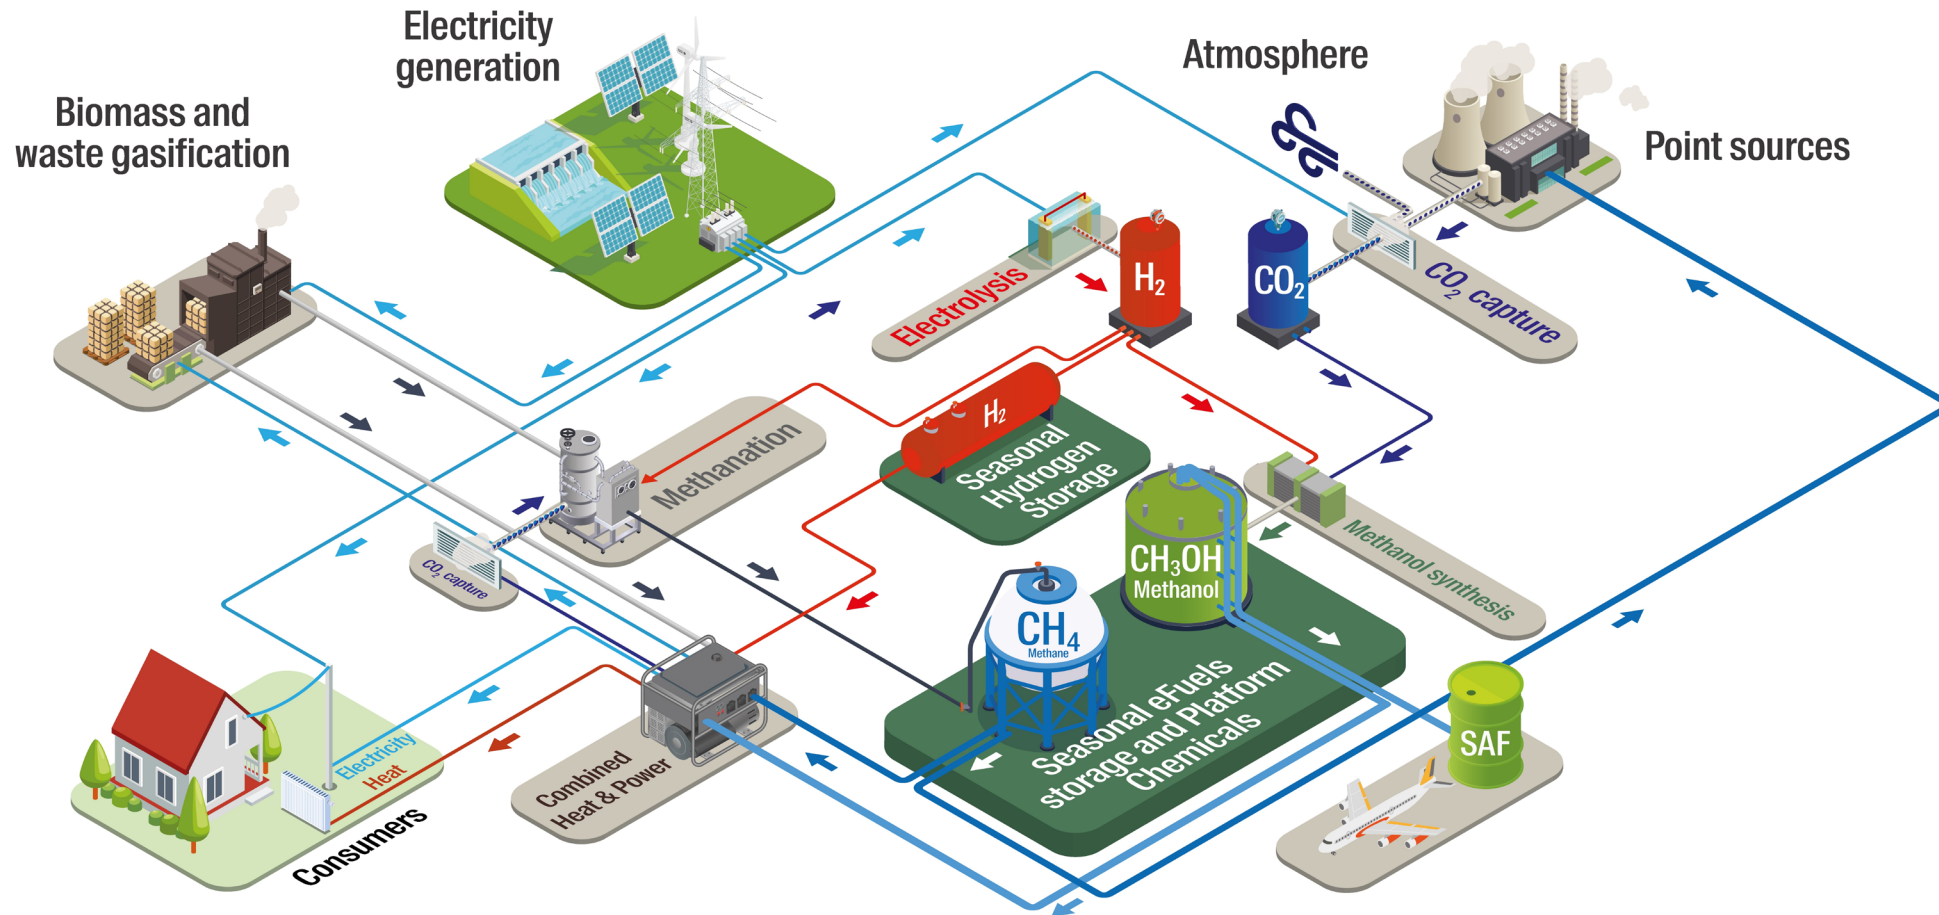 Electricity
generation
Atmosphere
Biomass and
waste gasification
Point sources
Electrolysis
H2
CO2
CO2 capture
H2
Seasonal
Hydrogen
Storage
Methanation
CO2 capture
CH3OH
Methanol
Methanol synthesis
CH4
Methane
Seasonal eFuels
storage and Platform
Chemicals
SAF
Electricity
Heat
Consumers
Combined
Heat & Power